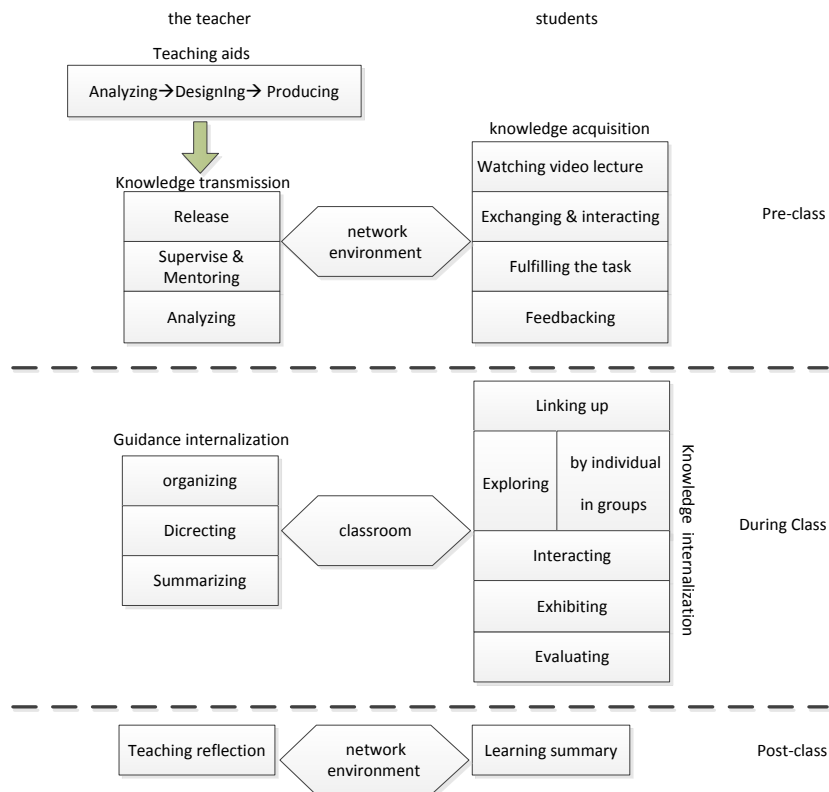 the teacher
students
Teaching aids
Analyzing→DesignIng→ Producing
knowledge acquisition
Watching video lecture
Exchanging & interacting
Fulfilling the task
Feedbacking
Knowledge transmission
Release
Supervise &
Mentoring
Analyzing
network
environment
Pre-class
Guidance internalization
organizing
Dicrecting
Summarizing
classroom
Linking up
Exploring
by individual
in groups
Interacting
Exhibiting
Evaluating
Knowledge internalization
During Class
Teaching reflection
network
environment
Learning summary
Post-class